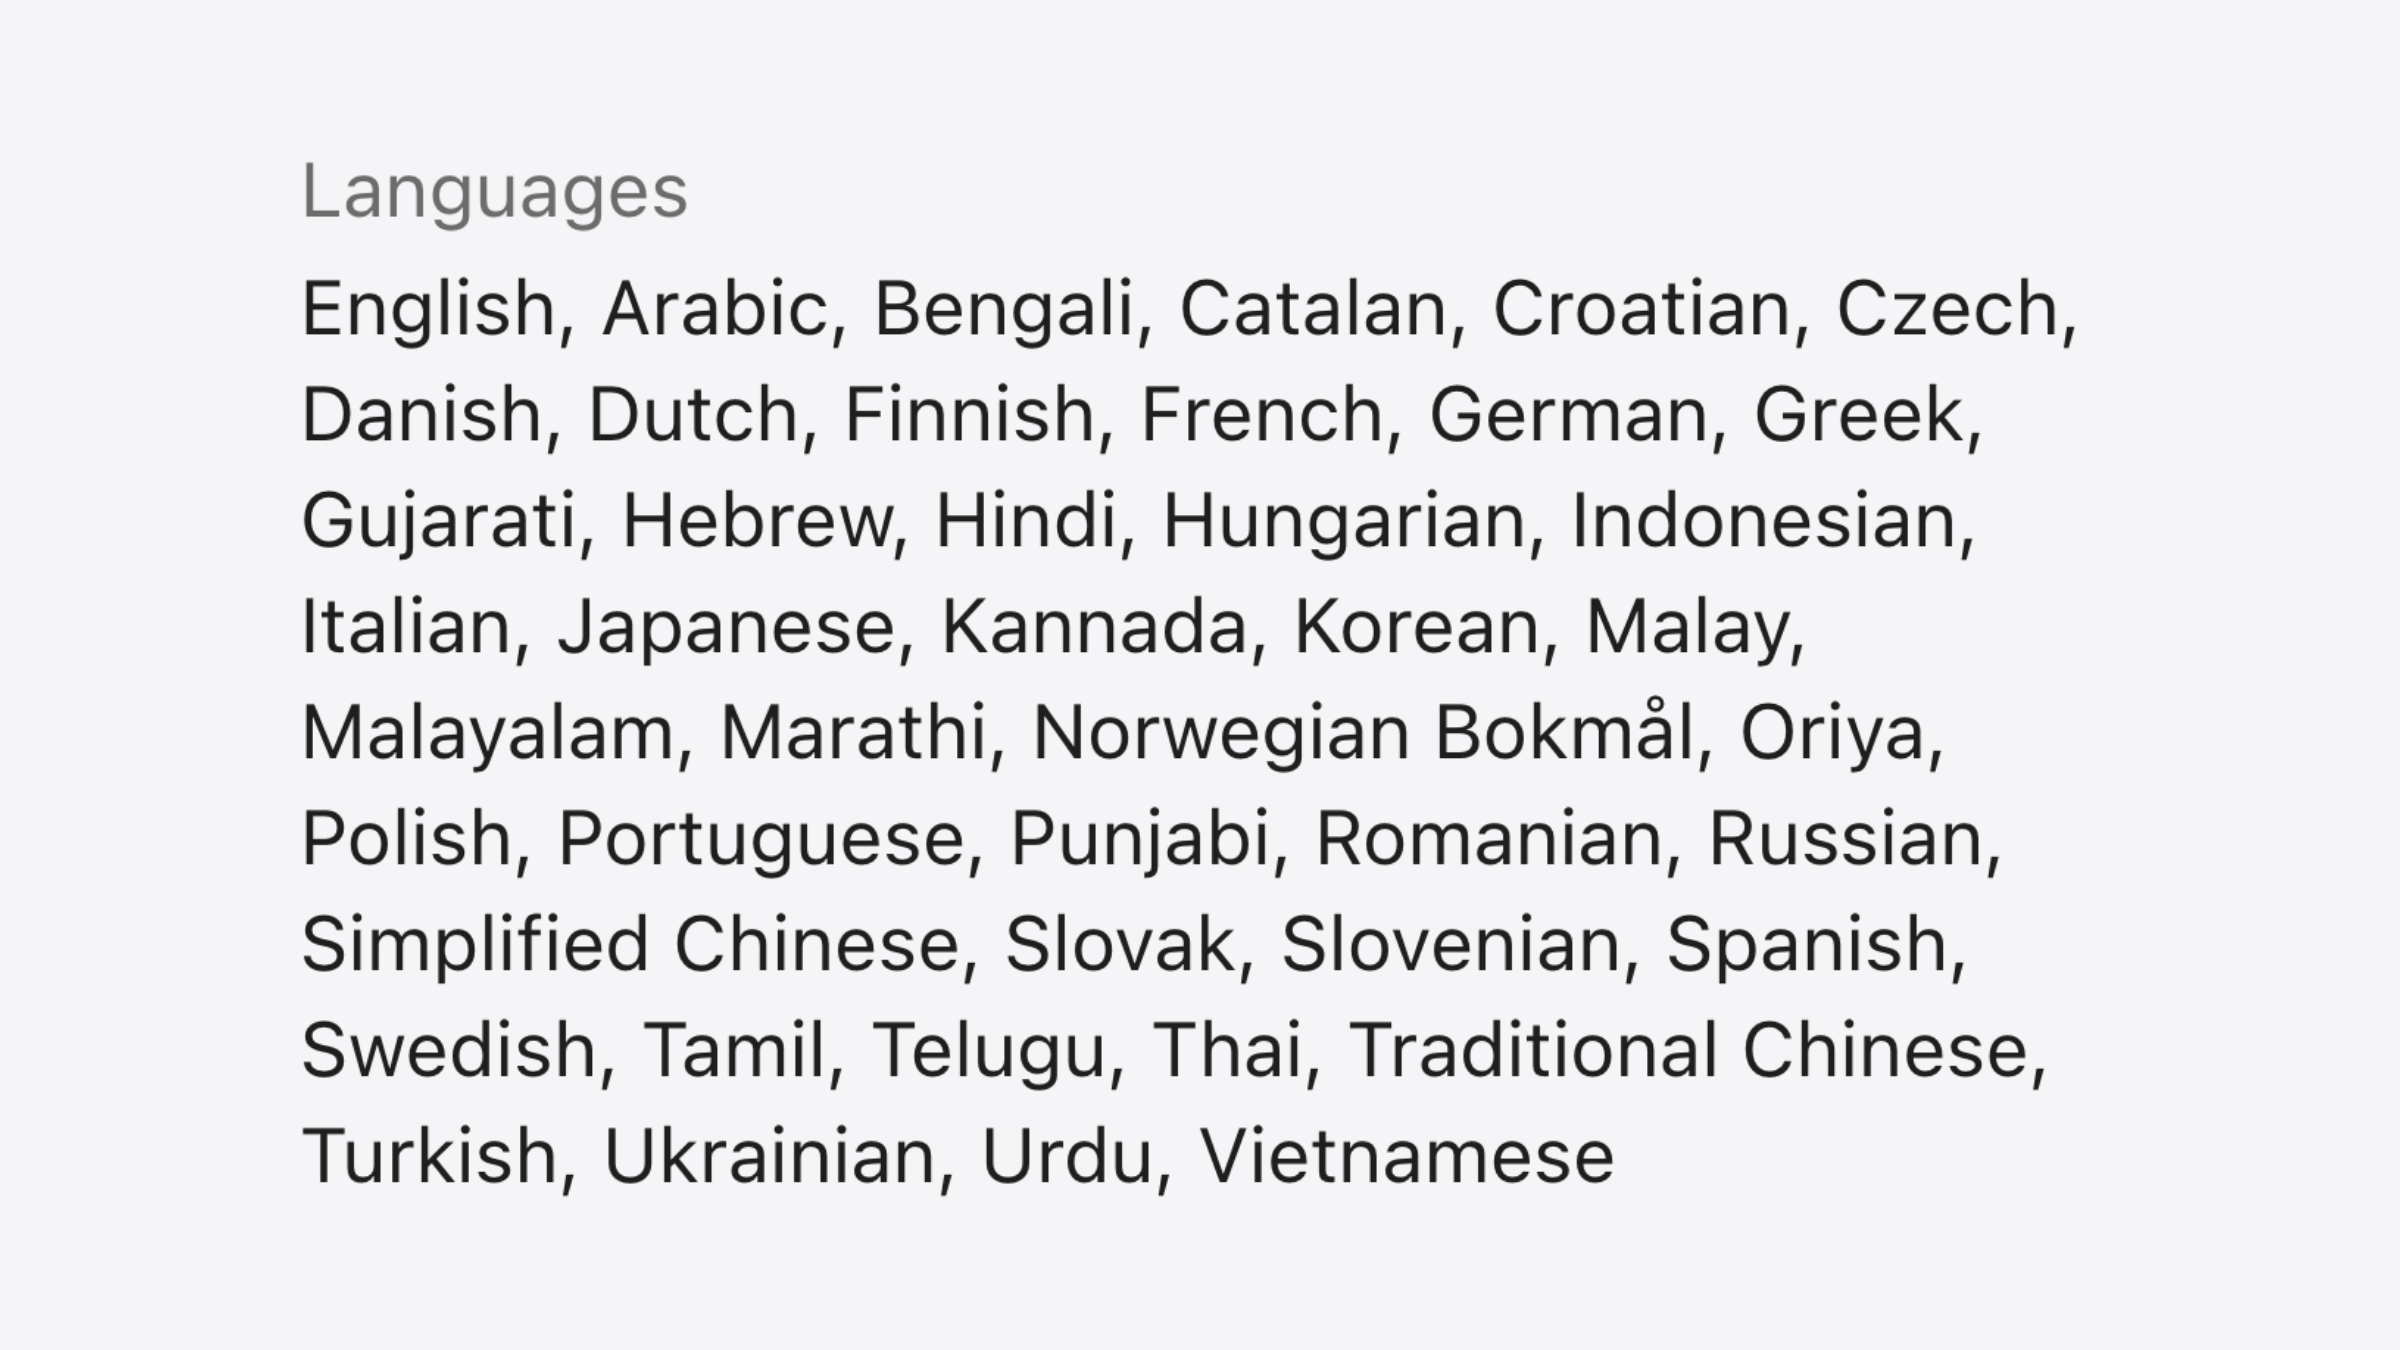 Languages
English, Arabic, Bengali, Catalan, Croatian, Czech,
Danish, Dutch, Finnish, French, German, Greek,
Gujarati, Hebrew, Hindi, Hungarian, Indonesian,
Italian, Japanese, Kannada, Korean, Malay,
Malayalam, Marathi, Norwegian Bokmål, Oriya,
Polish, Portuguese, Punjabi, Romanian, Russian,
Simplified Chinese, Slovak, Slovenian, Spanish,
Swedish, Tamil, Telugu, Thai, Traditional Chinese,
Turkish, Ukrainian, Urdu, Vietnamese